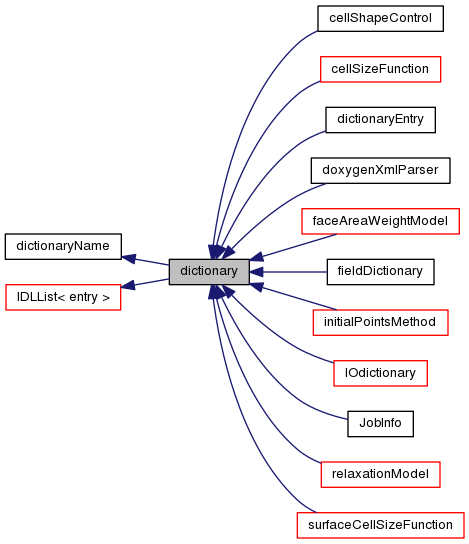 cellShapeControl
cellSizeFunction
dictionaryEntry
doxygenXmlParser
faceAreaWeightModel
dictionaryName
dictionary
fieldDictionary
IDLList< entry >
initialPointsMethod
IOdictionary
JobInfo
relaxationModel
surfaceCellSizeFunction